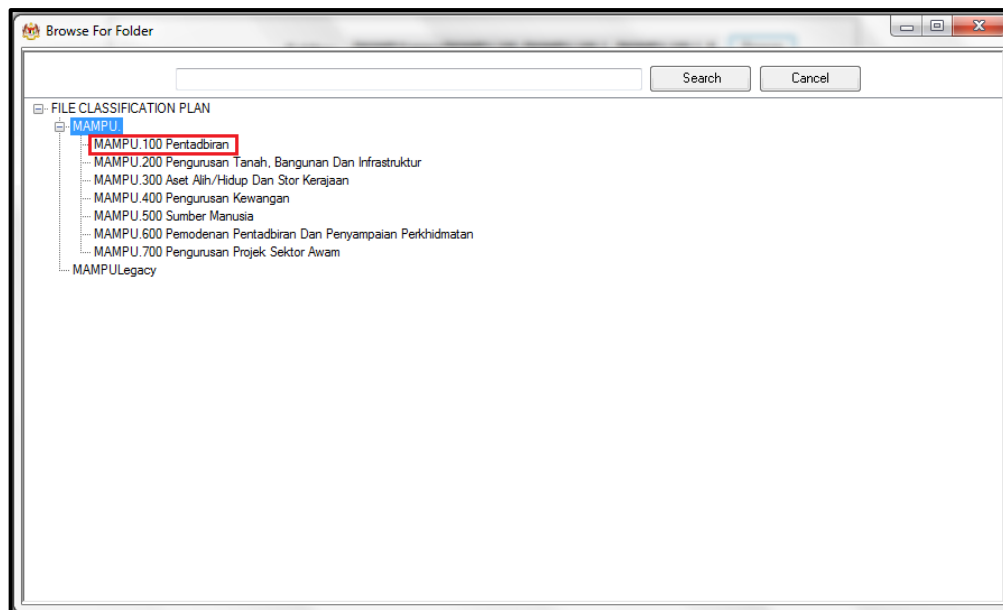 Browse For Folder
Search
Cancel
FILE CLASSIFICATION PLAN
MAMPU.
MAMPU.100 Pentadbiran
MAMPU.200 Pengurusan Tanah, Bangunan Dan Infrastruktur
MAMPU.300 Aset Alih/Hidup Dan Stor Kerajaan
MAMPU.400 Pengurusan Kewangan
MAMPU.500 Sumber Manusia
MAMPU.600 Pemodenan Pentadbiran Dan Penyampaian Perkhidmatan
MAMPU.700 Pengurusan Projek Sektor Awam
MAMPULegacy